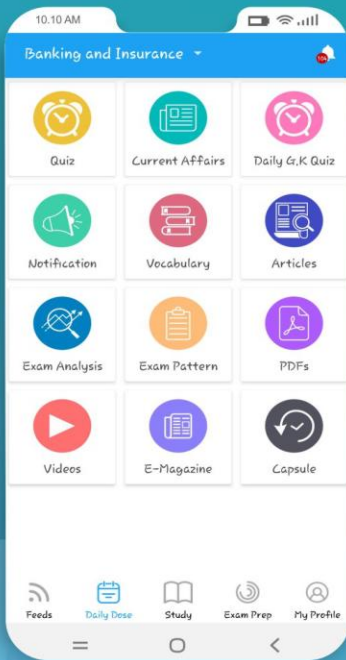 10.10 AM
Banking and Insurance
Quiz
Current Affairs
Daily G.K Quiz
Notification
Vocabulary
Articles
Exam Analysis
Exam Pattern
PDFs
Videos
E-Magazine
Capsule
Feeds
Daily Dose
Study
Exam Prep
My Profile